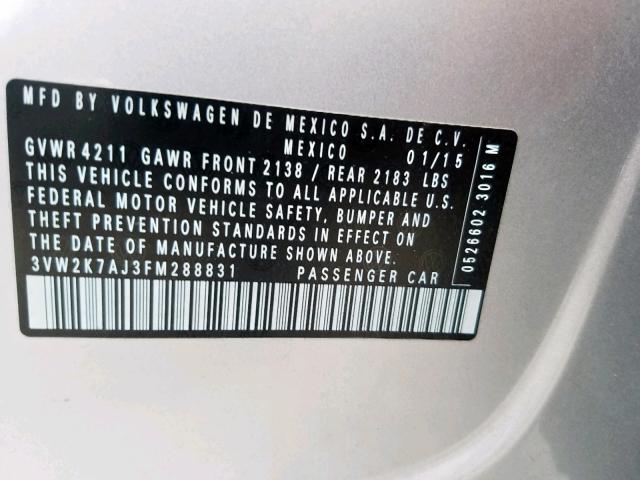 MFD BY VOLKSWAGEN DE MEXICO S.A. DE C.V.
MEXICO 01/15
GVWR 4211 GAWR FRONT 2138 / REAR 2183 LBS
THIS VEHICLE CONFORMS TO ALL APPLICABLE U.S.
FEDERAL MOTOR VEHICLE SAFETY, BUMPER AND
THEFT PREVENTION STANDARDS IN EFFECT ON
THE DATE OF MANUFACTURE SHOWN ABOVE.
3VW2K7AJ3FM288831 PASSENGER CAR
0526602 3016 M